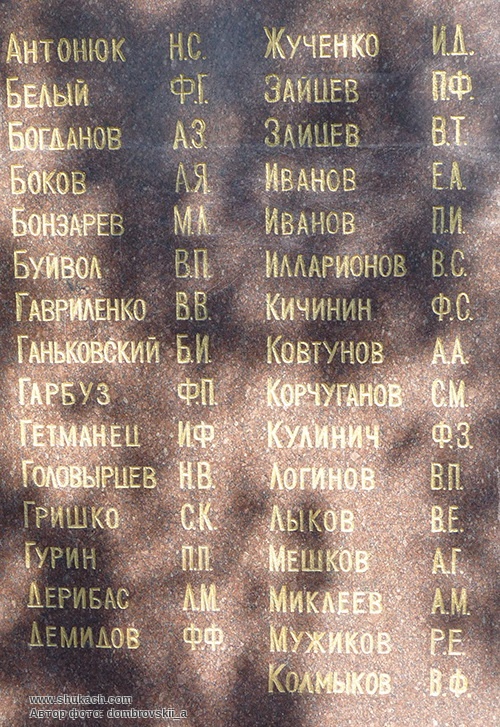 Антонюк Н.С.
Белый Ф.Г.
Богданов А.З.
Боков А.Я.
Бонзарев М.А.
Буйвол В.П.
Гавриленко В.В.
Ганьковский Б.И.
Гарбуз Ф.П.
Гетманец И.Ф.
Головырцев Н.В.
Гришко С.К.
Гурин П.П.
Дерибас Л.М.
Демидов Ф.Ф.
Жученко И.Д.
Зайцев П.Ф.
Зайцев В.Т.
Иванов Е.А.
Иванов П.И.
Илларионов В.С.
Кичинин Ф.С.
Ковтунов А.А.
Корчуганов С.М.
Кулинич Ф.З.
Логинов В.П.
Лыков В.Е.
Мешков А.Г.
Миклеев А.М.
Мужиков Р.Е.
Колмыков В.Ф.
www.shukach.com
Автор фото: dombrovskii_a